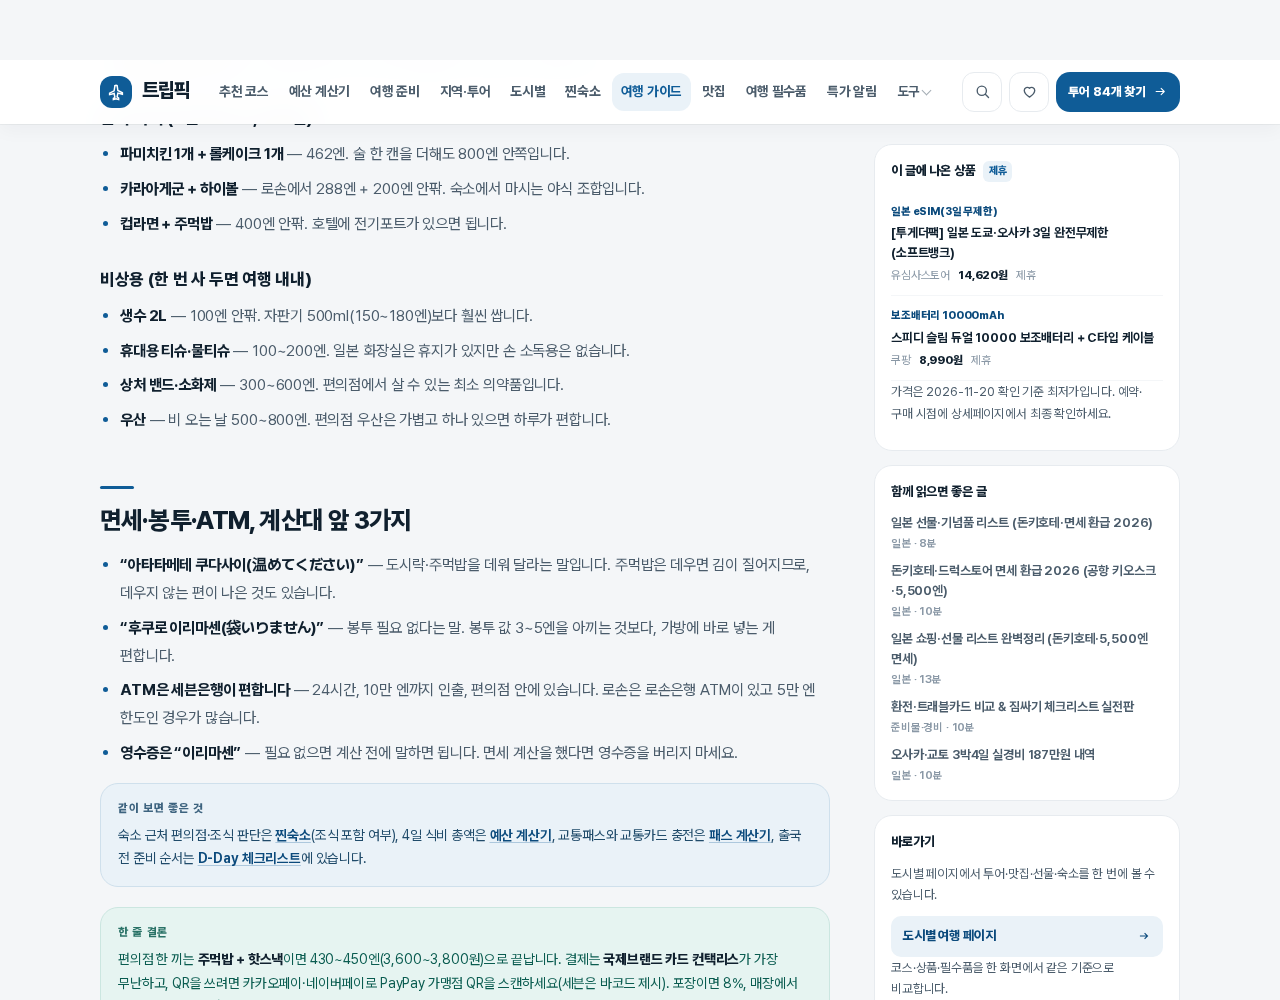 트립픽
추천 코스 예산 계산기 여행 준비 지역·투어 도시별 찐숙소 여행 가이드 맛집 여행 필수품 특가 알림 도구
투어 84개 찾기 →
파미치킨 1개 + 롤케이크 1개 — 462엔. 술 한 캔을 더해도 800엔 안쪽입니다.
카라아게군 + 하이볼 — 로손에서 288엔 + 200엔 안팎. 숙소에서 마시는 야식 조합입니다.
컵라면 + 주먹밥 — 400엔 안팎. 호텔에 전기포트가 있으면 됩니다.
비상용 (한 번 사 두면 여행 내내)
생수 2L — 100엔 안팎. 자판기 500ml(150~180엔)보다 훨씬 쌉니다.
휴대용 티슈·물티슈 — 100~200엔. 일본 화장실은 휴지가 있지만 손 소독용은 없습니다.
상처 밴드·소화제 — 300~600엔. 편의점에서 살 수 있는 최소 의약품입니다.
우산 — 비 오는 날 500~800엔. 편의점 우산은 가볍고 하나 있으면 하루가 편합니다.
면세·봉투·ATM, 계산대 앞 3가지
“아타타메테 쿠다사이(温めてください)” — 도시락·주먹밥을 데워 달라는 말입니다. 주먹밥은 데우면 김이 질어지므로,
데우지 않는 편이 나은 것도 있습니다.
“후쿠로 이리마센(袋いりません)” — 봉투 필요 없다는 말. 봉투 값 3~5엔을 아끼는 것보다, 가방에 바로 넣는 게
편합니다.
ATM은 세븐은행이 편합니다 — 24시간, 10만 엔까지 인출, 편의점 안에 있습니다. 로손은 로손은행 ATM이 있고 5만 엔
한도인 경우가 많습니다.
영수증은 “이리마센” — 필요 없으면 계산 전에 말하면 됩니다. 면세 계산을 했다면 영수증을 버리지 마세요.
같이 보면 좋은 것
숙소 근처 편의점·조식 판단은 찐숙소(조식 포함 여부), 4일 식비 총액은 예산 계산기, 교통패스와 교통카드 충전은 패스 계산기, 출국
전 준비 순서는 D-Day 체크리스트에 있습니다.
한 줄 결론
편의점 한 끼는 주먹밥 + 핫스낵이면 430~450엔(3,600~3,800원)으로 끝납니다. 결제는 국제브랜드 카드 컨택리스가 가장
무난하고, QR을 쓰려면 카카오페이·네이버페이로 PayPay 가맹점 QR을 스캔하세요(세븐은 바코드 제시). 포장이면 8%, 매장에서
이 글에 나온 상품 제휴
일본 eSIM(3일 무제한)
[투게더팩] 일본 도쿄·오사카 3일 완전무제한
(소프트뱅크)
유심사스토어 14,620원 제휴
보조배터리 10000mAh
스피디 슬림 듀얼 10000 보조배터리 + C타입 케이블
쿠팡 8,990원 제휴
가격은 2026-11-20 확인 기준 최저가입니다. 예약·
구매 시점에 상세페이지에서 최종 확인하세요.
함께 읽으면 좋은 글
일본 선물·기념품 리스트 (돈키호테·면세 환급 2026)
일본 · 8분
돈키호테·드럭스토어 면세 환급 2026 (공항 키오스크
·5,500엔)
일본 · 10분
일본 쇼핑·선물 리스트 완벽정리 (돈키호테·5,500엔
면세)
일본 · 13분
환전·트래블카드 비교 & 짐싸기 체크리스트 실전판
준비물·경비 · 10분
오사카·교토 3박4일 실경비 187만원 내역
일본 · 10분
바로가기
도시별 페이지에서 투어·맛집·선물·숙소를 한 번에 볼 수
있습니다.
도시별 여행 페이지 →
코스·상품·필수품을 한 화면에서 같은 기준으로
비교합니다.